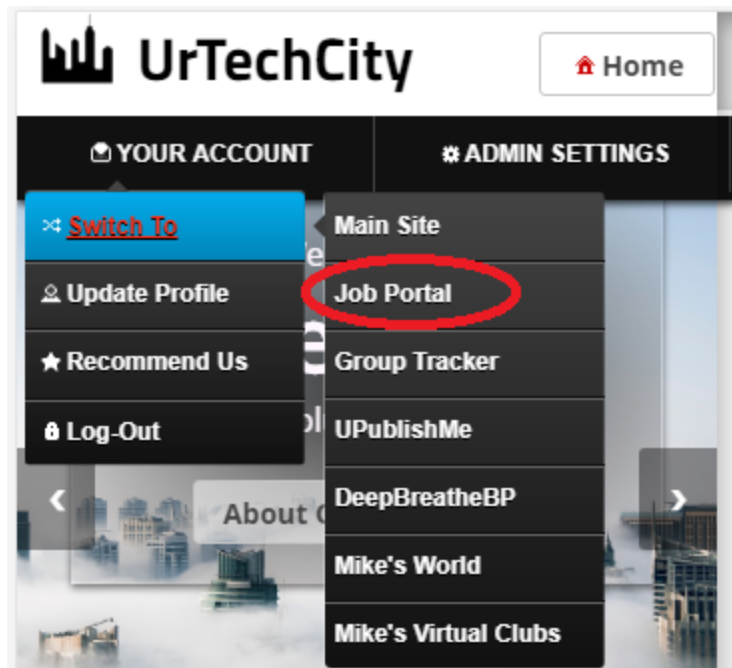 UrTechCity
Home
YOUR ACCOUNT
ADMIN SETTINGS
Switch To
Update Profile
Recommend Us
Log-Out
Main Site
Job Portal
Group Tracker
UPublishMe
DeepBreatheBP
Mike's World
Mike's Virtual Clubs
About